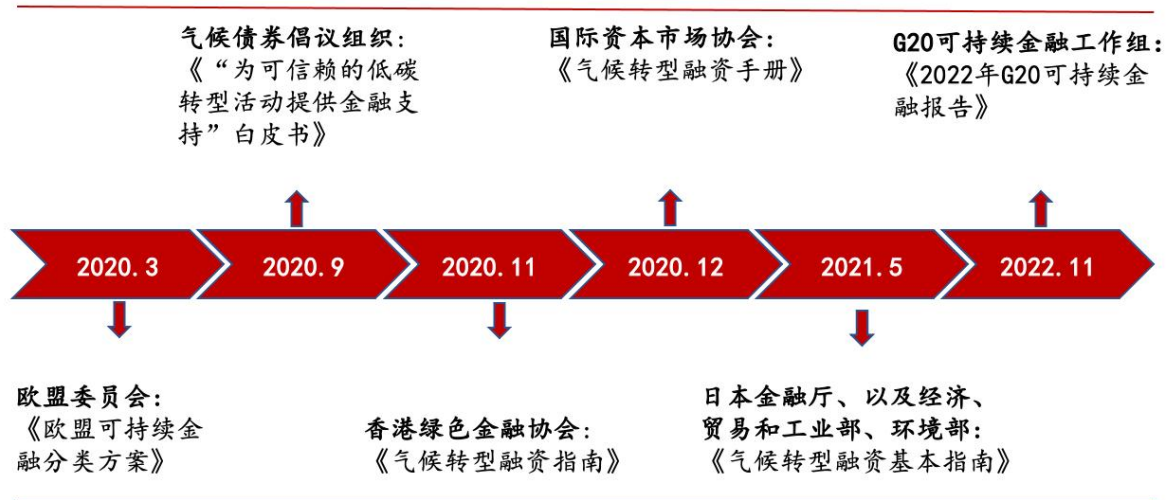 气候债券倡议组织:
《“为可信赖的低碳
转型活动提供金融支
持”白皮书》
国际资本市场协会:
《气候转型融资手册》
G20可持续金融工作组:
《2022年G20可持续金
融报告》
2020.3
2020.9
2020.11
2020.12
2021.5
2022.11
欧盟委员会:
《欧盟可持续金
融分类方案》
香港绿色金融协会:
《气候转型融资指南》
日本金融厅、以及经济、
贸易和工业部、环境部:
《气候转型融资基本指南》